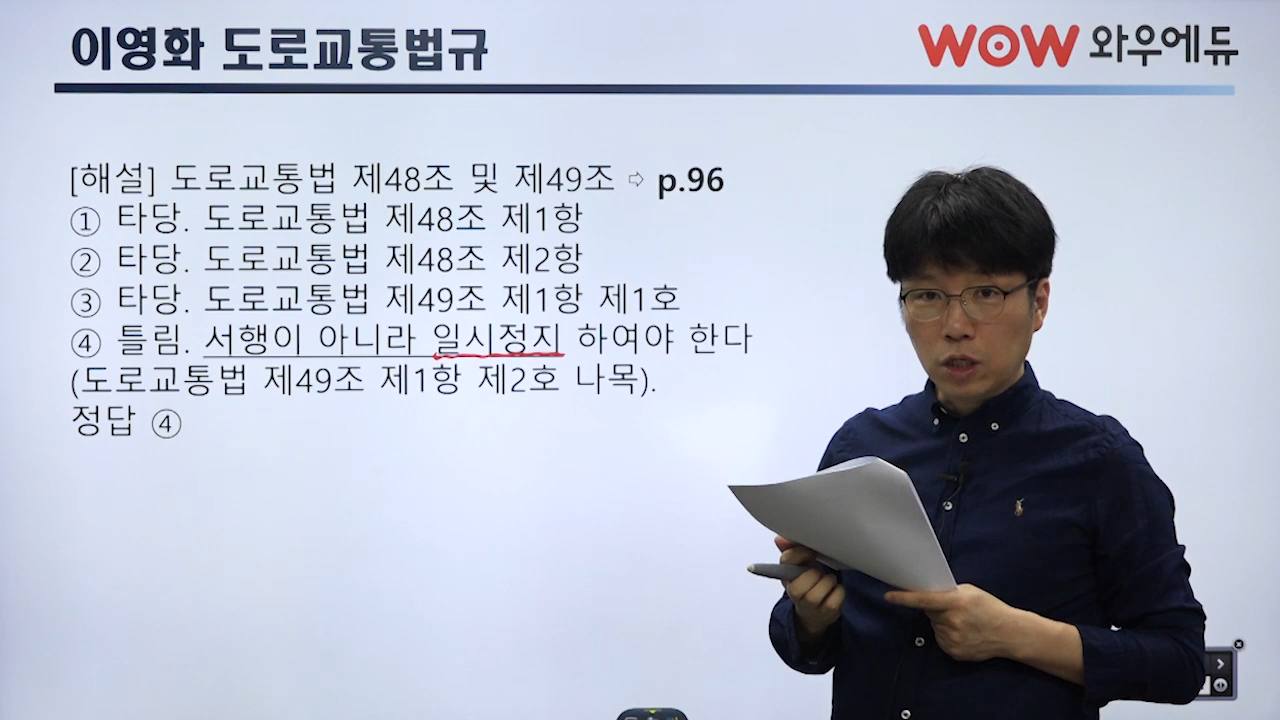 이영화 도로교통법규
WOW 와우에듀
[해설] 도로교통법 제48조 및 제49조 ⇨ p.96
① 타당. 도로교통법 제48조 제1항
② 타당. 도로교통법 제48조 제2항
③ 타당. 도로교통법 제49조 제1항 제1호
④ 틀림. 서행이 아니라 일시정지 하여야 한다
(도로교통법 제49조 제1항 제2호 나목).
정답 ④